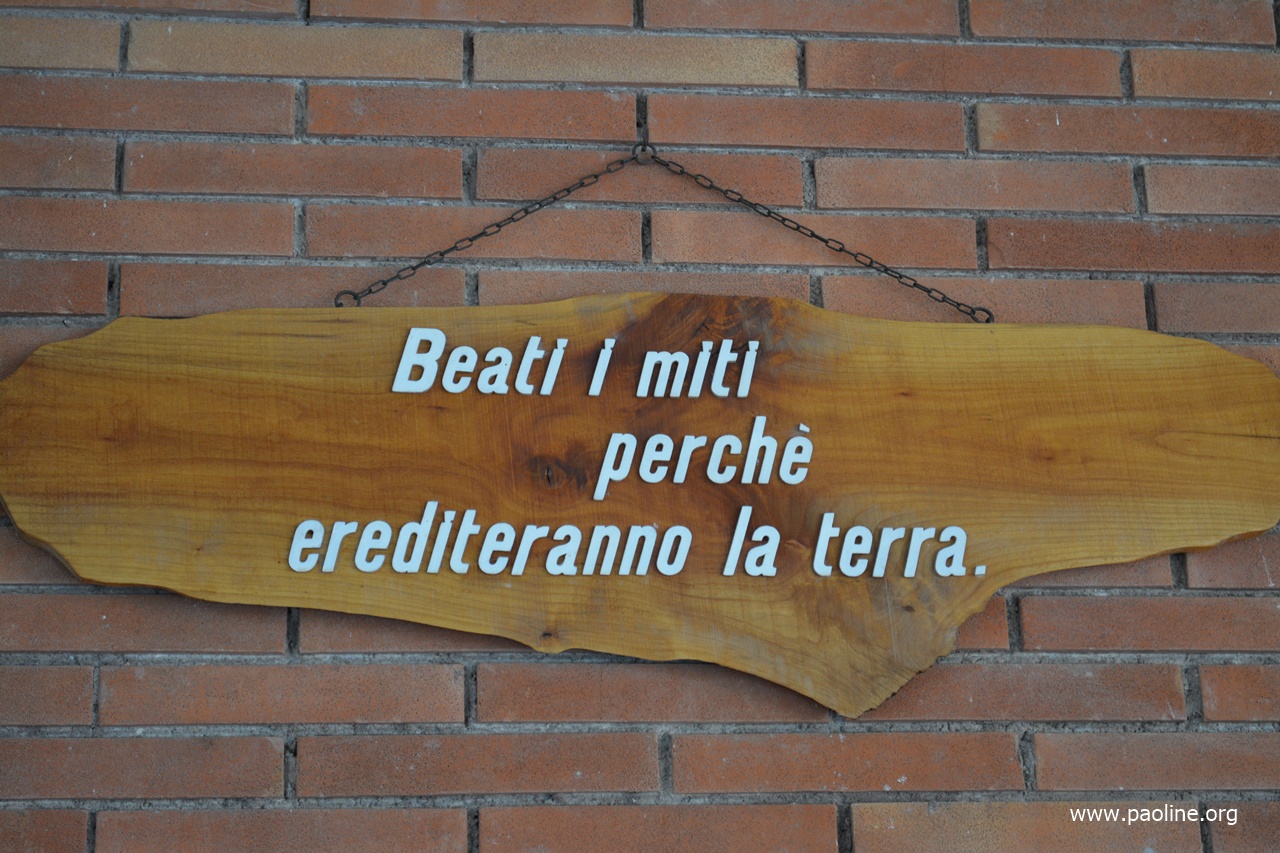 Beati i miti
perchè
erediteranno la terra.
www.paoline.org